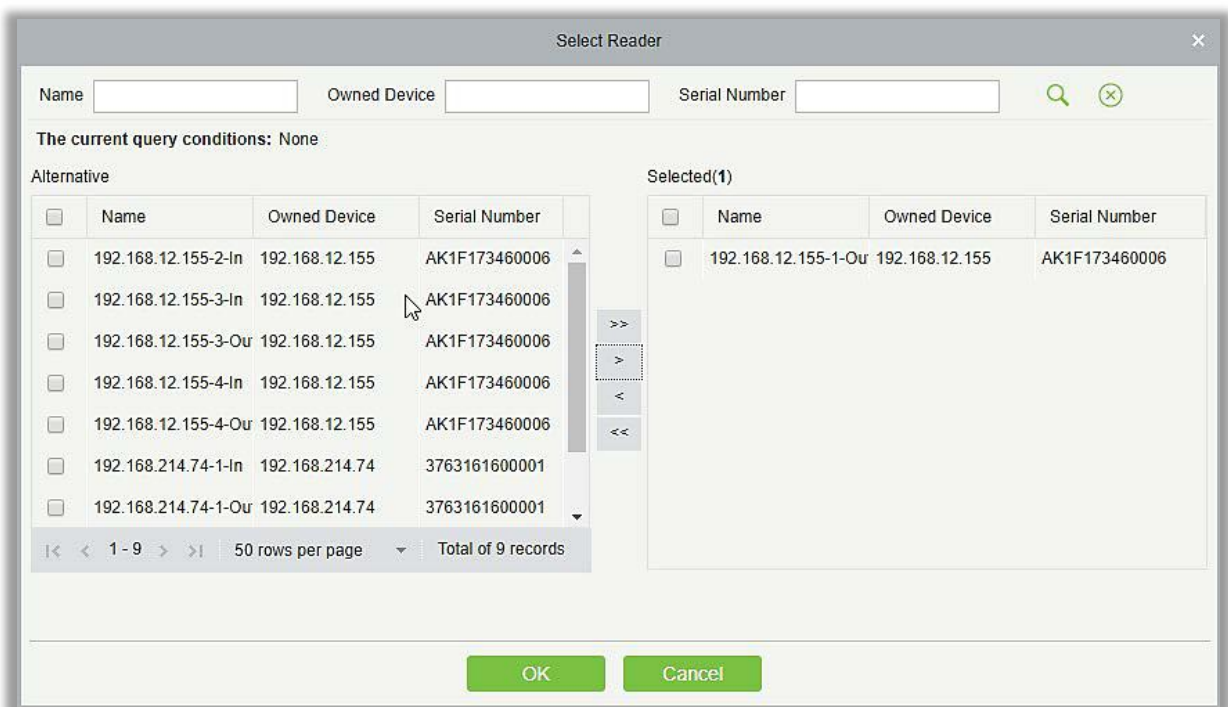 Select Reader ×
Name Owned Device Serial Number
The current query conditions: None
Alternative Selected(1)
Name Owned Device Serial Number Name Owned Device Serial Number
192.168.12.155-2-In 192.168.12.155 AK1F173460006 192.168.12.155-1-Ou 192.168.12.155 AK1F173460006
192.168.12.155-3-In 192.168.12.155 AK1F173460006
>>
192.168.12.155-3-Ou 192.168.12.155 AK1F173460006
>
192.168.12.155-4-In 192.168.12.155 AK1F173460006
<
192.168.12.155-4-Ou 192.168.12.155 AK1F173460006
<<
192.168.214.74-1-In 192.168.214.74 3763161600001
192.168.214.74-1-Ou 192.168.214.74 3763161600001
|< < 1 - 9 > >| 50 rows per page Total of 9 records
OK Cancel